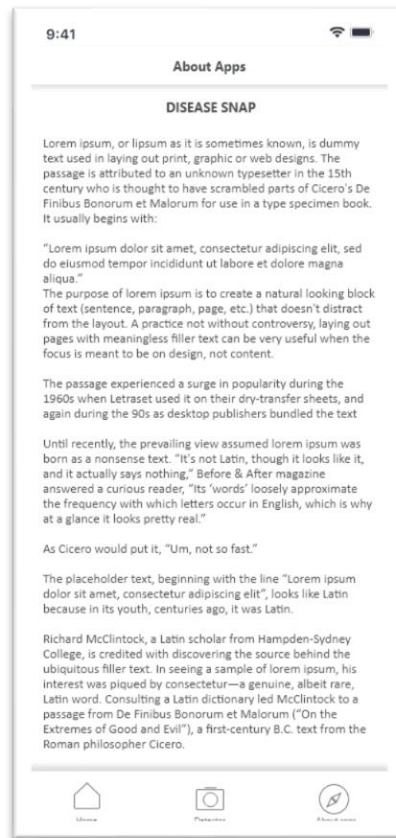 9:41
About Apps
DISEASE SNAP
Lorem ipsum, or lipsum as it is sometimes known, is dummy
text used in laying out print, graphic or web designs. The
passage is attributed to an unknown typesetter in the 15th
century who is thought to have scrambled parts of Cicero's De
Finibus Bonorum et Malorum for use in a type specimen book.
It usually begins with:
“Lorem ipsum dolor sit amet, consectetur adipiscing elit, sed
do eiusmod tempor incididunt ut labore et dolore magna
aliqua.”
The purpose of lorem ipsum is to create a natural looking block
of text (sentence, paragraph, page, etc.) that doesn't distract
from the layout. A practice not without controversy, laying out
pages with meaningless filler text can be very useful when the
focus is meant to be on design, not content.
The passage experienced a surge in popularity during the
1960s when Letraset used it on their dry-transfer sheets, and
again during the 90s as desktop publishers bundled the text
Until recently, the prevailing view assumed lorem ipsum was
born as a nonsense text. “It's not Latin, though it looks like it,
and it actually says nothing,” Before & After magazine
answered a curious reader, “Its ‘words’ loosely approximate
the frequency with which letters occur in English, which is why
at a glance it looks pretty real.”
As Cicero would put it, “Um, not so fast.”
The placeholder text, beginning with the line “Lorem ipsum
dolor sit amet, consectetur adipiscing elit”, looks like Latin
because in its youth, centuries ago, it was Latin.
Richard McClintock, a Latin scholar from Hampden-Sydney
College, is credited with discovering the source behind the
ubiquitous filler text. In seeing a sample of lorem ipsum, his
interest was piqued by consectetur—a genuine, albeit rare,
Latin word. Consulting a Latin dictionary led McClintock to a
passage from De Finibus Bonorum et Malorum (“On the
Extremes of Good and Evil”), a first-century B.C. text from the
Roman philosopher Cicero.